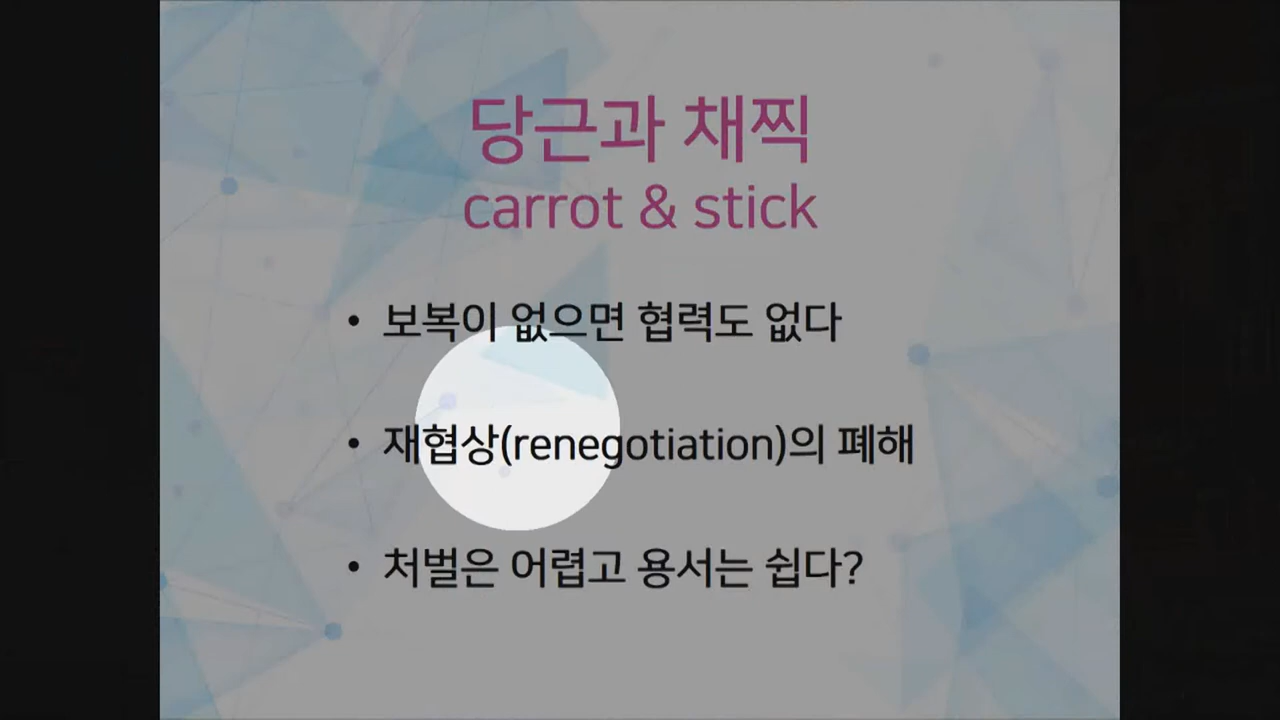 당근과 채찍
carrot & stick
• 보복이 없으면 협력도 없다
• 재협상(renegotiation)의 폐해
• 처벌은 어렵고 용서는 쉽다?